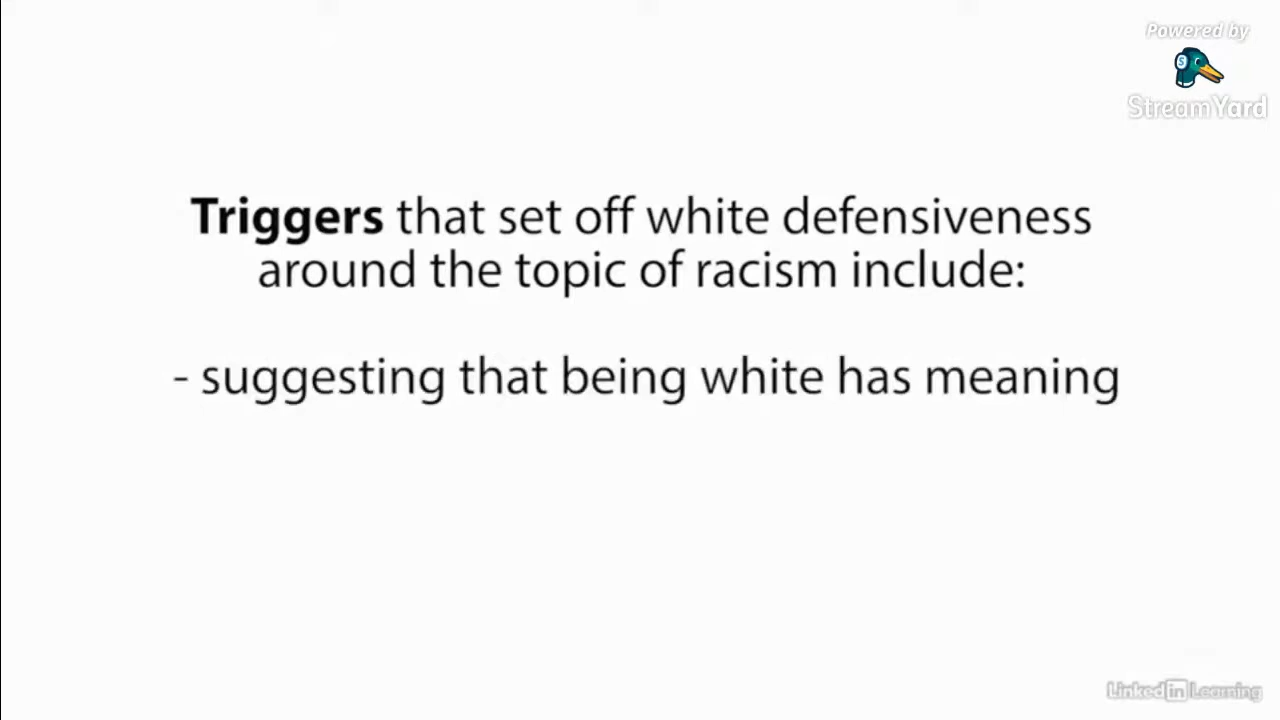 Powered by
StreamYard
Triggers that set off white defensiveness
around the topic of racism include:
- suggesting that being white has meaning
Linked in Learning